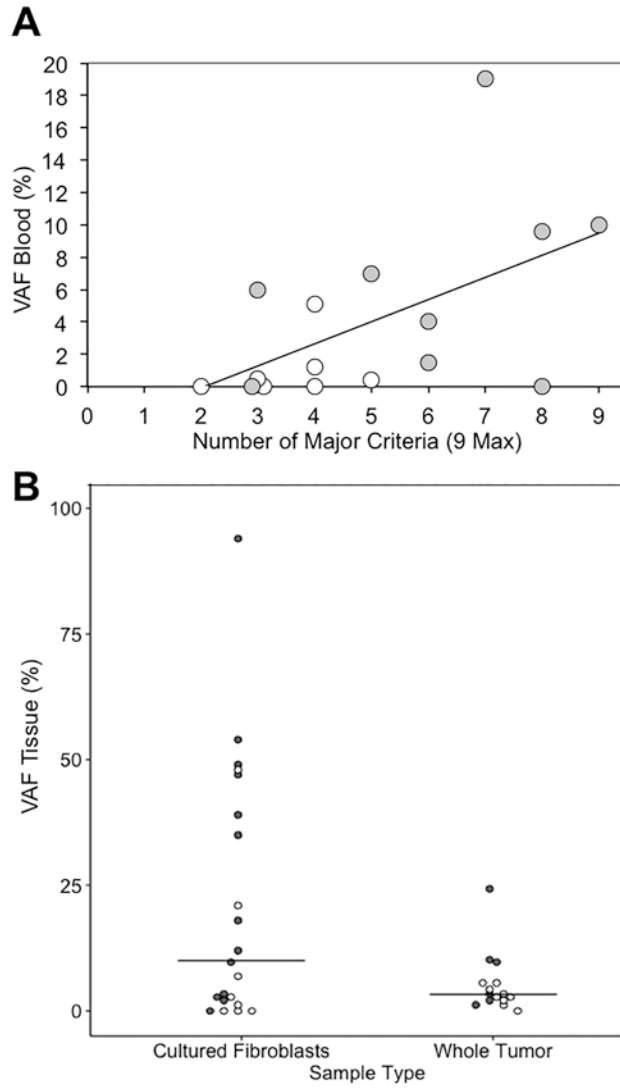 A
VAF Blood (%)
20
18
16
14
12
10
8
6
4
2
0
0 1 2 3 4 5 6 7 8 9
Number of Major Criteria (9 Max)
B
VAF Tissue (%)
100
75
50
25
0
Cultured Fibroblasts Whole Tumor
Sample Type